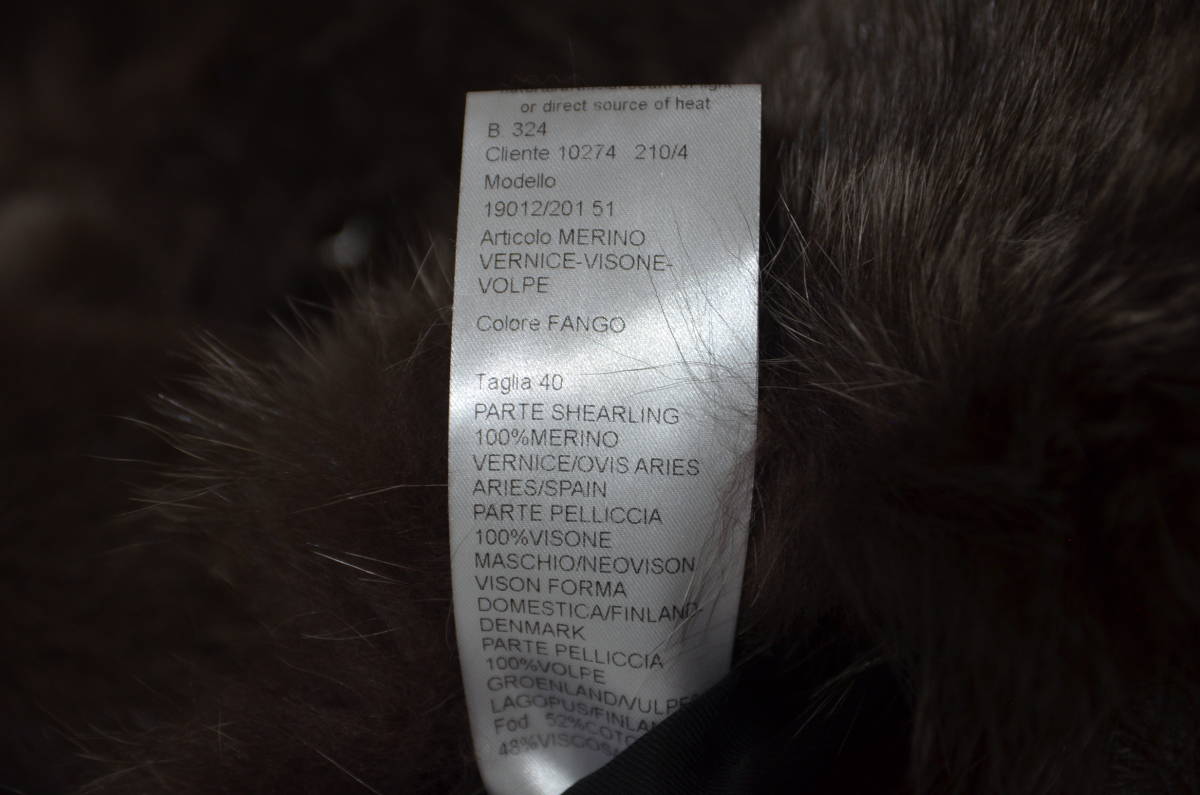 or direct source of heat
B 324
Cliente 10274 210/4
Modello
19012/201 51
Articolo MERINO
VERNICE-VISONE-
VOLPE
Colore FANGO
Taglia 40
PARTE SHEARLING
100%MERINO
VERNICE/OVIS ARIES
ARIES/SPAIN
PARTE PELLICCIA
100%VISONE
MASCHIO/NEOVISON
VISON FORMA
DOMESTICA/FINLAND-
DENMARK
PARTE PELLICCIA
100%VOLPE
GROENLAND/VULPES
LAGOPUS/FINLAN
Fod 52%COTO
48%VISCOSA